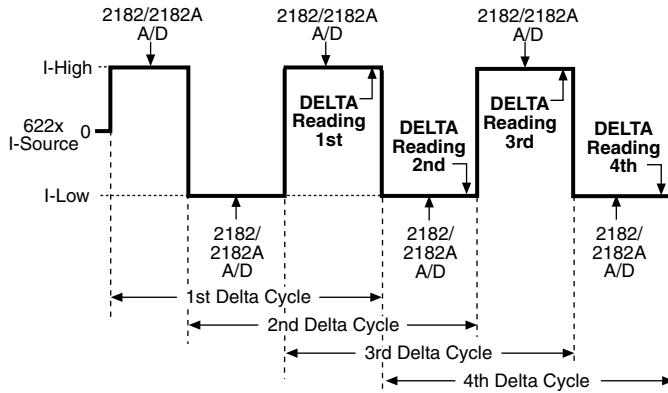 2182/2182A
A/D
2182/2182A
A/D
2182/2182A
A/D
I-High
622x
I-Source
0
I-Low
DELTA
Reading
1st
DELTA
Reading
2nd
DELTA
Reading
3rd
DELTA
Reading
4th
2182/
2182A
A/D
2182/
2182A
A/D
2182/
2182A
A/D
1st Delta Cycle
2nd Delta Cycle
3rd Delta Cycle
4th Delta Cycle